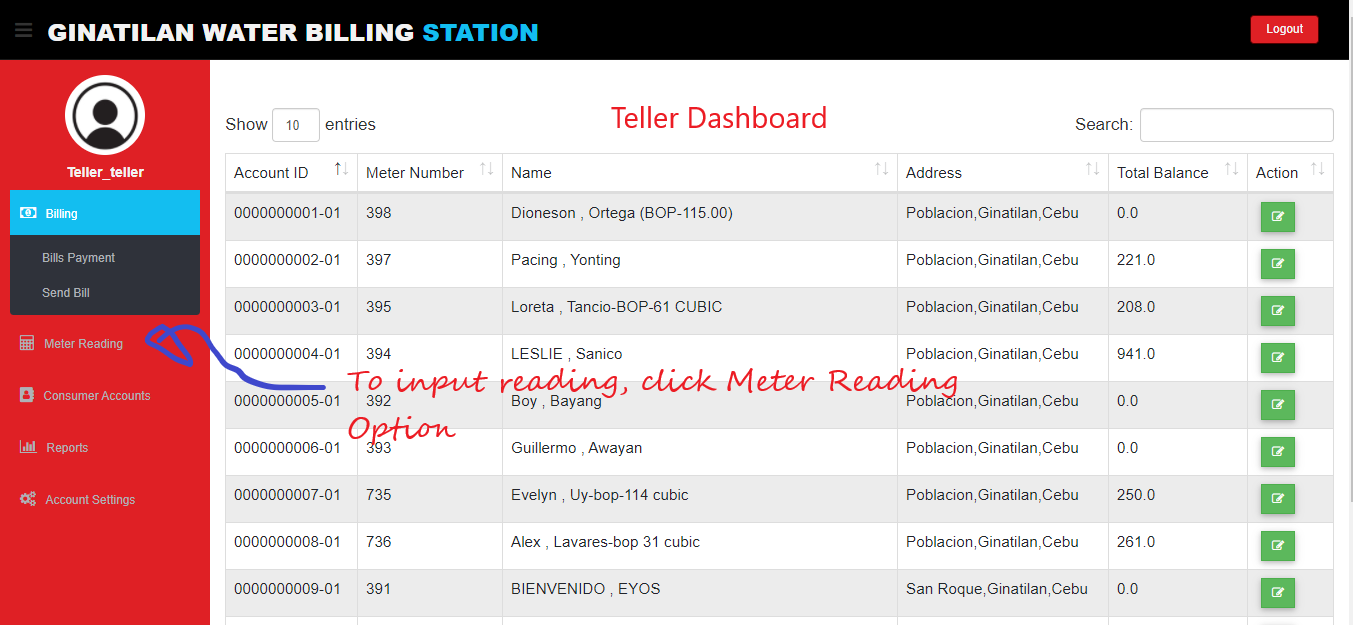 GINATILAN WATER BILLING STATION
Logout
Teller_teller
Billing
Bills Payment
Send Bill
Meter Reading
Consumer Accounts
Reports
Account Settings
Teller Dashboard
Show 10 entries
Search:
Account ID Meter Number Name Address Total Balance Action
0000000001-01 398 Dioneson , Ortega (BOP-115.00) Poblacion,Ginatilan,Cebu 0.0
0000000002-01 397 Pacing , Yonting Poblacion,Ginatilan,Cebu 221.0
0000000003-01 395 Loreta , Tancio-BOP-61 CUBIC Poblacion,Ginatilan,Cebu 208.0
0000000004-01 394 LESLIE , Sanico Poblacion,Ginatilan,Cebu 941.0
To input reading, click Meter Reading
Option
0000000005-01 392 Boy , Bayang Poblacion,Ginatilan,Cebu 0.0
0000000006-01 393 Guillermo , Awayan Poblacion,Ginatilan,Cebu 0.0
0000000007-01 735 Evelyn , Uy-bop-114 cubic Poblacion,Ginatilan,Cebu 250.0
0000000008-01 736 Alex , Lavares-bop 31 cubic Poblacion,Ginatilan,Cebu 261.0
0000000009-01 391 BIENVENIDO , EYOS San Roque,Ginatilan,Cebu 0.0